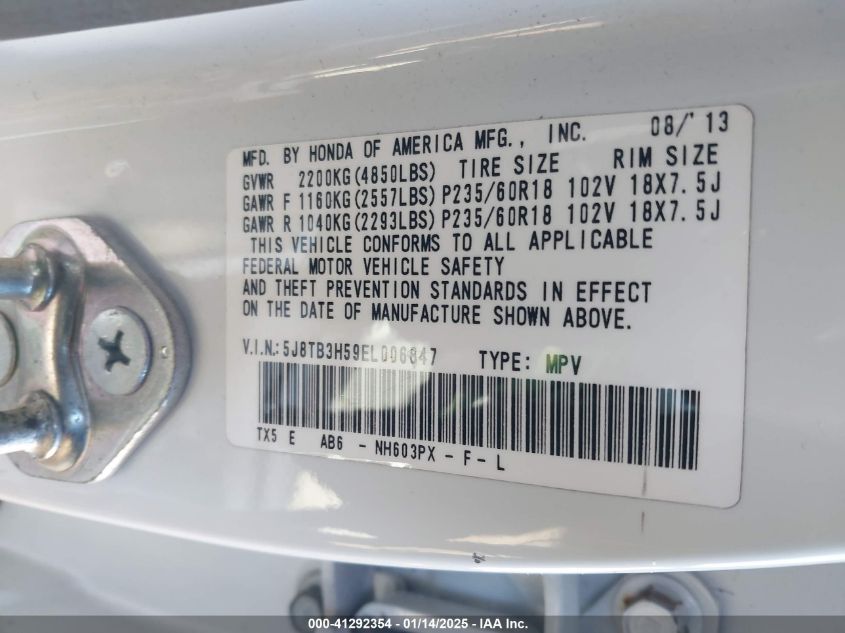 MFD. BY HONDA OF AMERICA MFG., INC. 08/'13
GVWR 2200KG(4850LBS) TIRE SIZE RIM SIZE
GAWR F 1160KG(2557LBS) P235/60R18 102V 18X7.5J
GAWR R 1040KG(2293LBS) P235/60R18 102V 18X7.5J
THIS VEHICLE CONFORMS TO ALL APPLICABLE
FEDERAL MOTOR VEHICLE SAFETY
AND THEFT PREVENTION STANDARDS IN EFFECT
ON THE DATE OF MANUFACTURE SHOWN ABOVE.
V.I.N.: 5J8TB3H59EL006847 TYPE: MPV
TX5 E AB6 - NH603PX - F - L
000-41292354 - 01/14/2025 - IAA Inc.